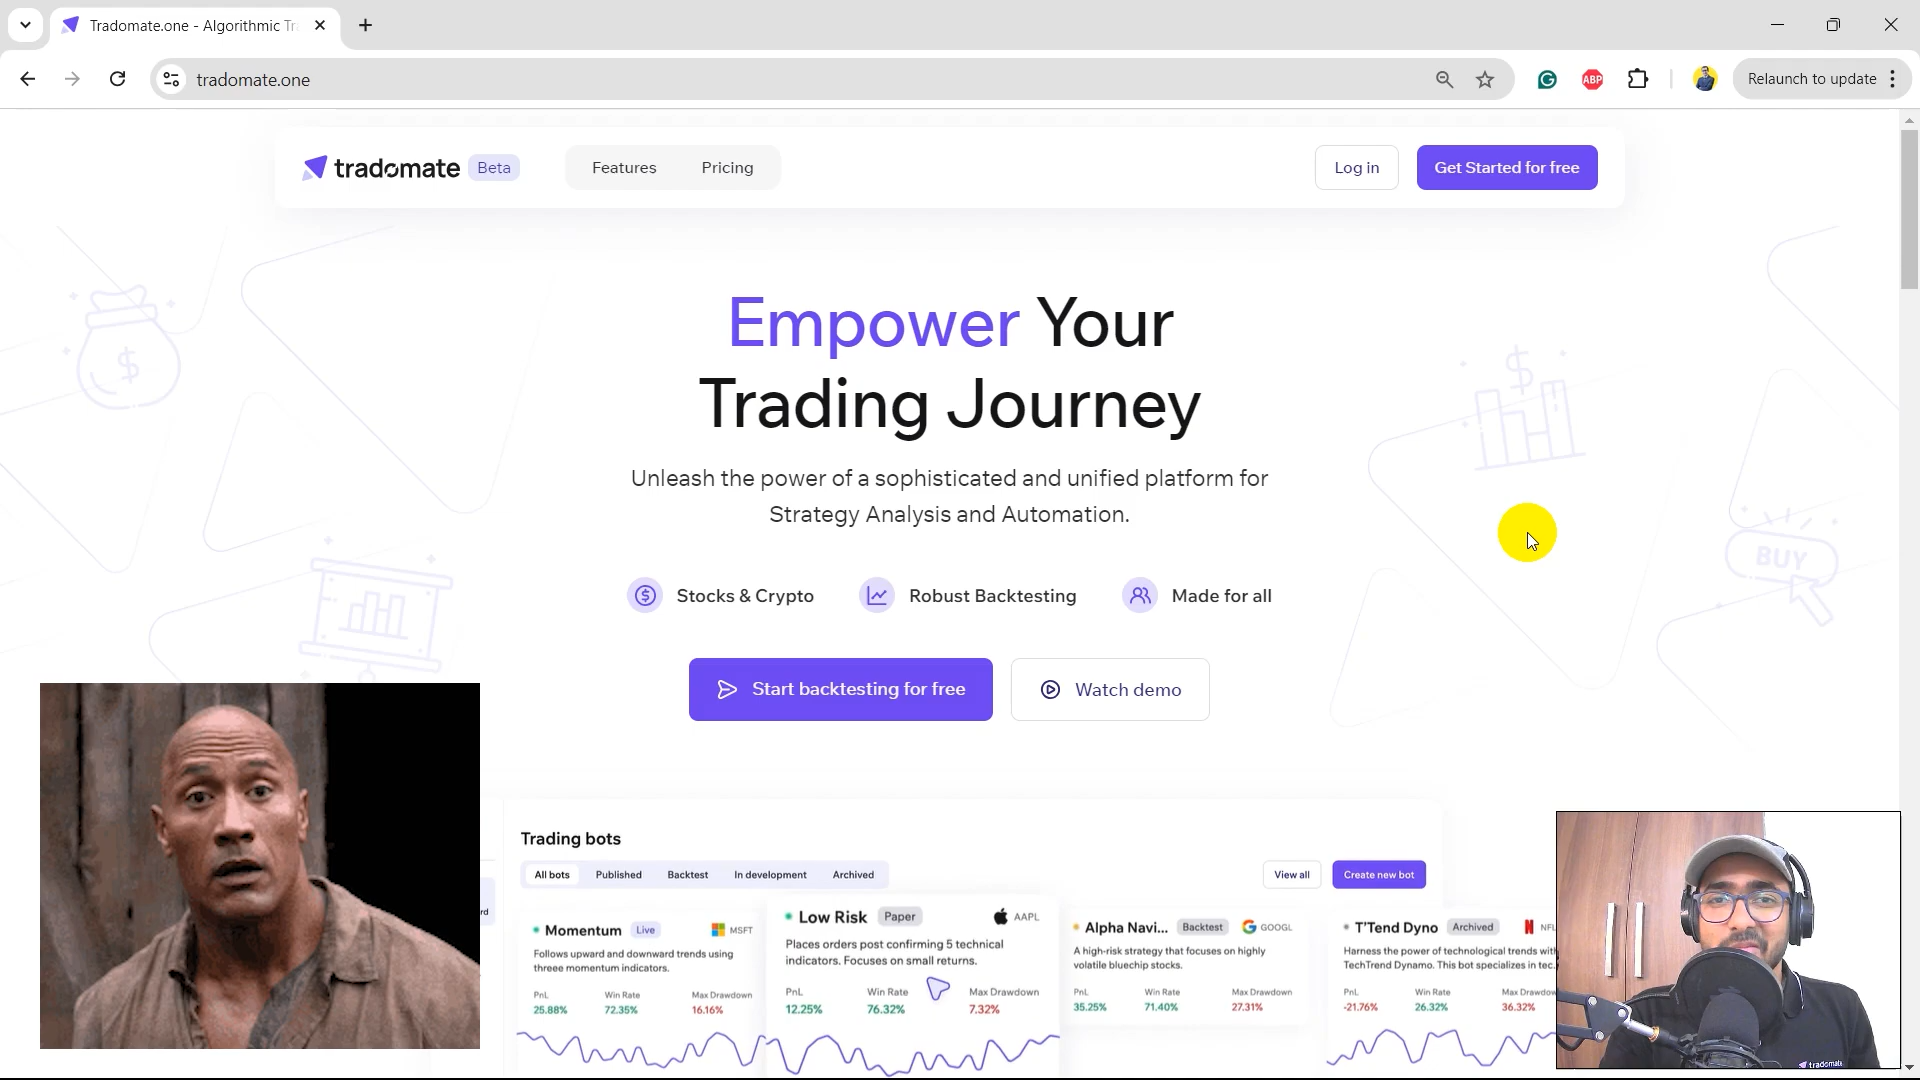 Tradomate.one - Algorithmic Tr
tradomate.one
ABP
Relaunch to update
tradomate Beta
Features
Pricing
Log in
Get Started for free
Empower Your
Trading Journey
Unleash the power of a sophisticated and unified platform for
Strategy Analysis and Automation.
Stocks & Crypto
Robust Backtesting
Made for all
Start backtesting for free
Watch demo
BUY
Trading bots
All bots
Published
Backtest
In development
Archived
View all
Create new bot
rd
Momentum Live MSFT
Follows upward and downward trends using
threee momentum indicators.
PnL Win Rate Max Drawdown
25.88% 72.35% 16.16%
Low Risk Paper AAPL
Places orders post confirming 5 technical
indicators. Focuses on small returns.
PnL Win Rate Max Drawdown
12.25% 76.32% 7.32%
Alpha Navi... Backtest GOOGL
A high-risk strategy that focuses on highly
volatile bluechip stocks.
PnL Win Rate Max Drawdown
35.25% 71.40% 27.31%
T'Tend Dyno Archived NFL
Harness the power of technological trends with
TechTrend Dynamo. This bot specializes in tec.
PnL Win Rate Max Drawdow
-21.76% 26.32% 36.32%
tradomate